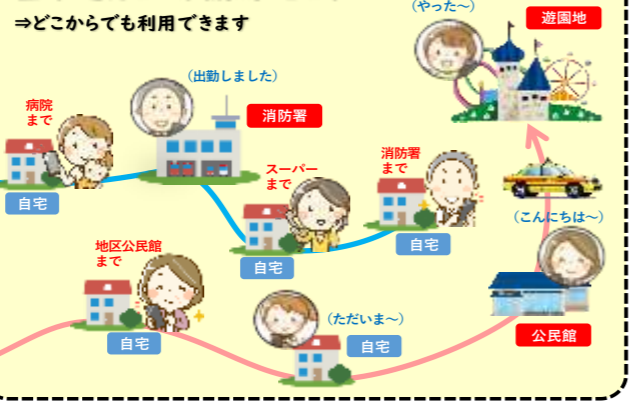 ⇒どこからでも利用できます
(やった～)
遊園地
(出勤しました)
病院
まで
消防署
スーパー
まで
消防署
まで
自宅
自宅
自宅
(こんにちは～)
地区公民館
まで
自宅
(ただいま～)
自宅
公民館